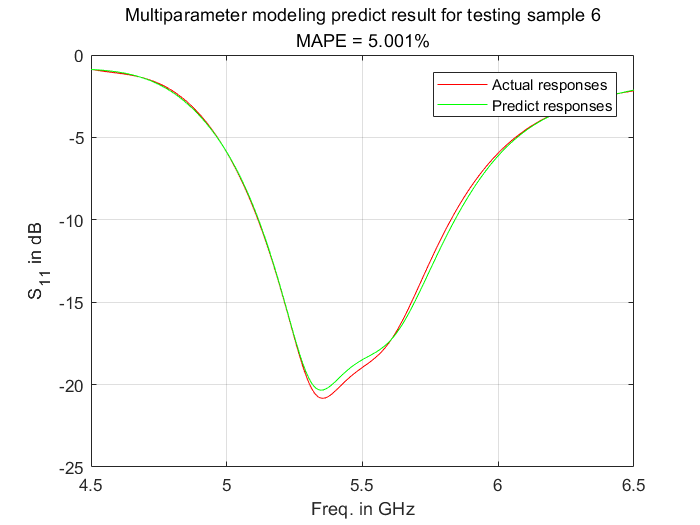 Multiparameter modeling predict result for testing sample 6
MAPE = 5.001%
0
-5
-10
-15
-20
-25
S11 in dB
Actual responses
Predict responses
4.5 5 5.5 6 6.5
Freq. in GHz